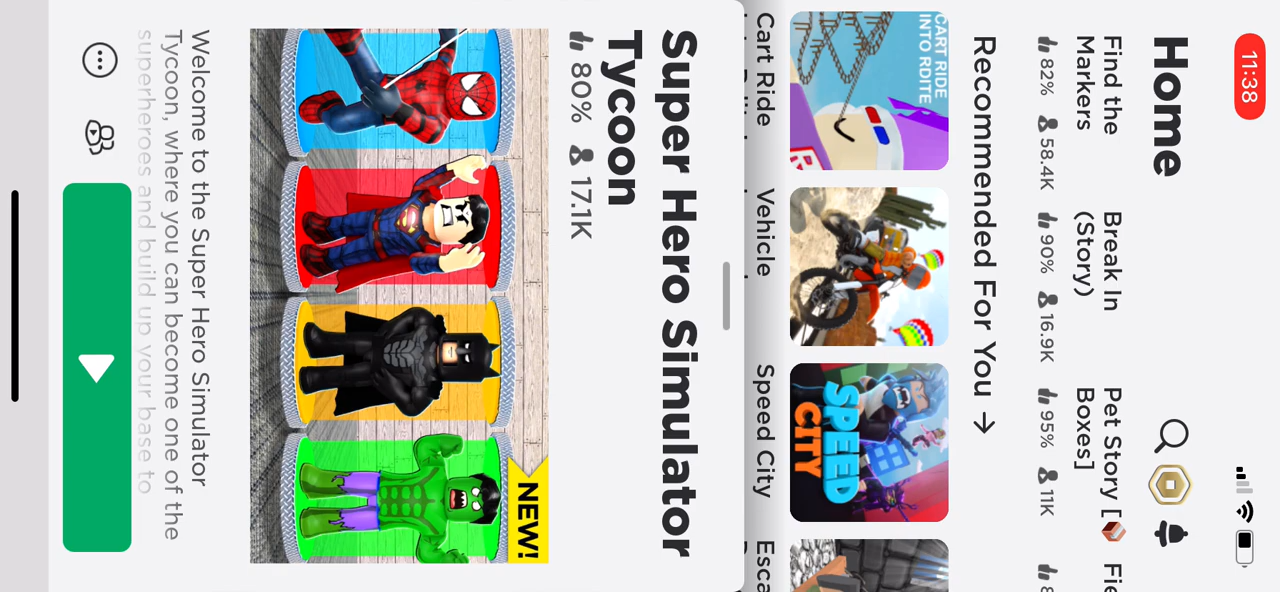 11:38
Home
Find the
Markers
82% 58.4K
Break In
(Story)
90% 16.9K
Pet Story [
Boxes]
95% 11K
Fie
8
Recommended For You →
CART RIDE
INTO RDITE
SPEED
CITY
Cart Ride
Vehicle
Speed City
Esca
Super Hero Simulator
Tycoon
80% 17.1K
NEW!
Welcome to the Super Hero Simulator
Tycoon, where you can become one of the
superheroes and build up your base to